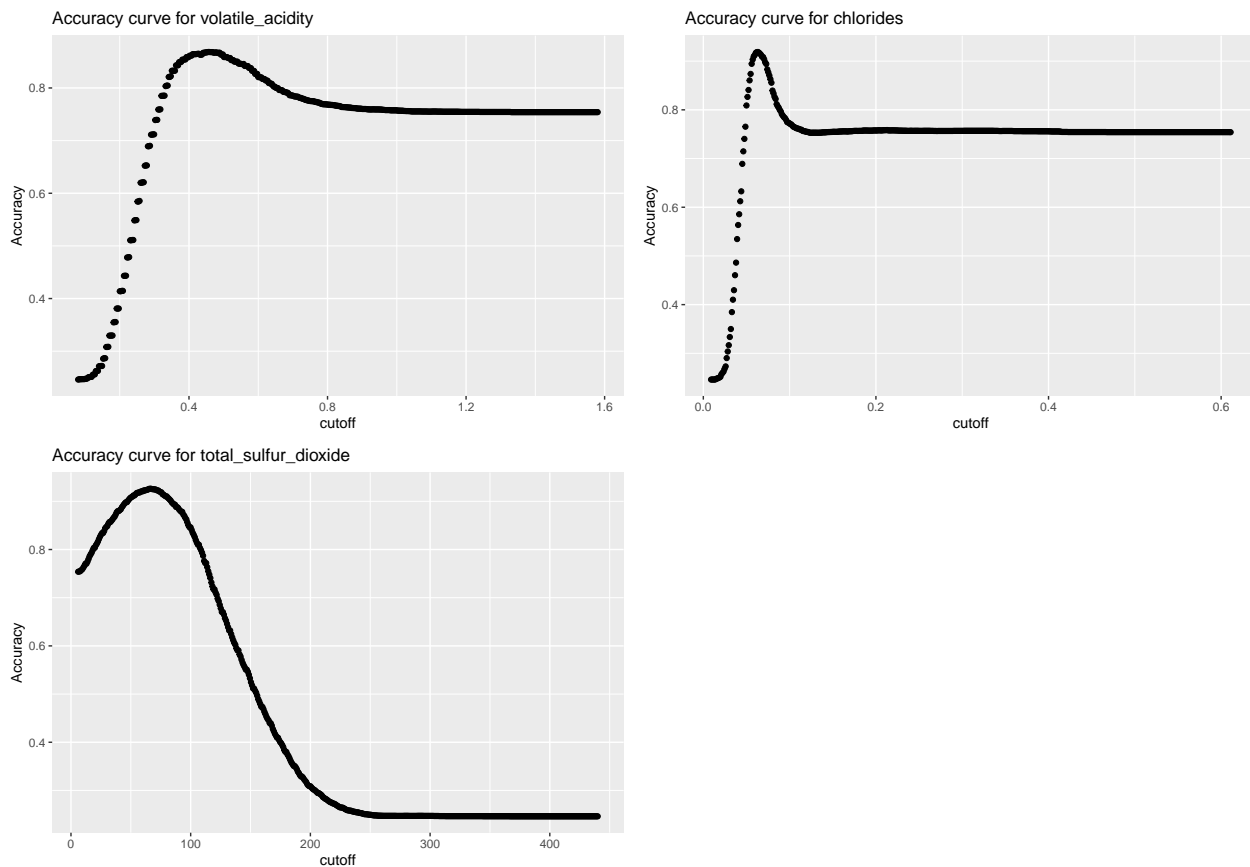 Accuracy curve for volatile_acidity
0.8
0.6
0.4
Accuracy
0.4 0.8 1.2 1.6
cutoff
Accuracy curve for chlorides
0.8
0.6
0.4
Accuracy
0.0 0.2 0.4 0.6
cutoff
Accuracy curve for total_sulfur_dioxide
0.8
0.6
0.4
Accuracy
0 100 200 300 400
cutoff